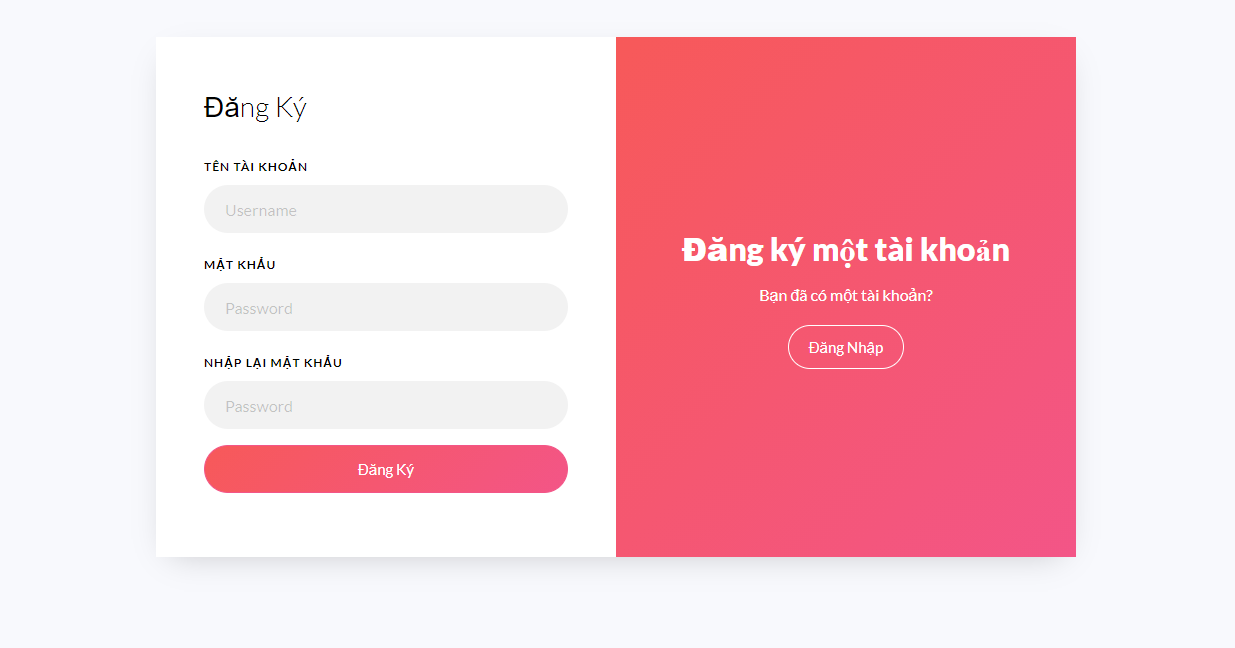 Đăng Ký
TÊN TÀI KHOẢN
Username
MẬT KHẨU
Password
NHẬP LẠI MẬT KHẨU
Password
Đăng Ký
Đăng ký một tài khoản
Bạn đã có một tài khoản?
Đăng Nhập